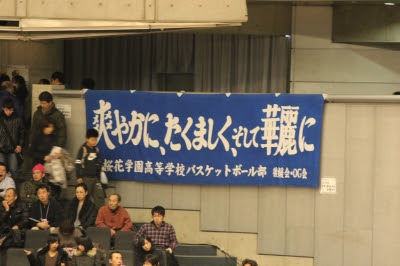 爽やかに、たくましく、そして華麗に
桜花学園高等学校バスケットボール部 後援会・OG会